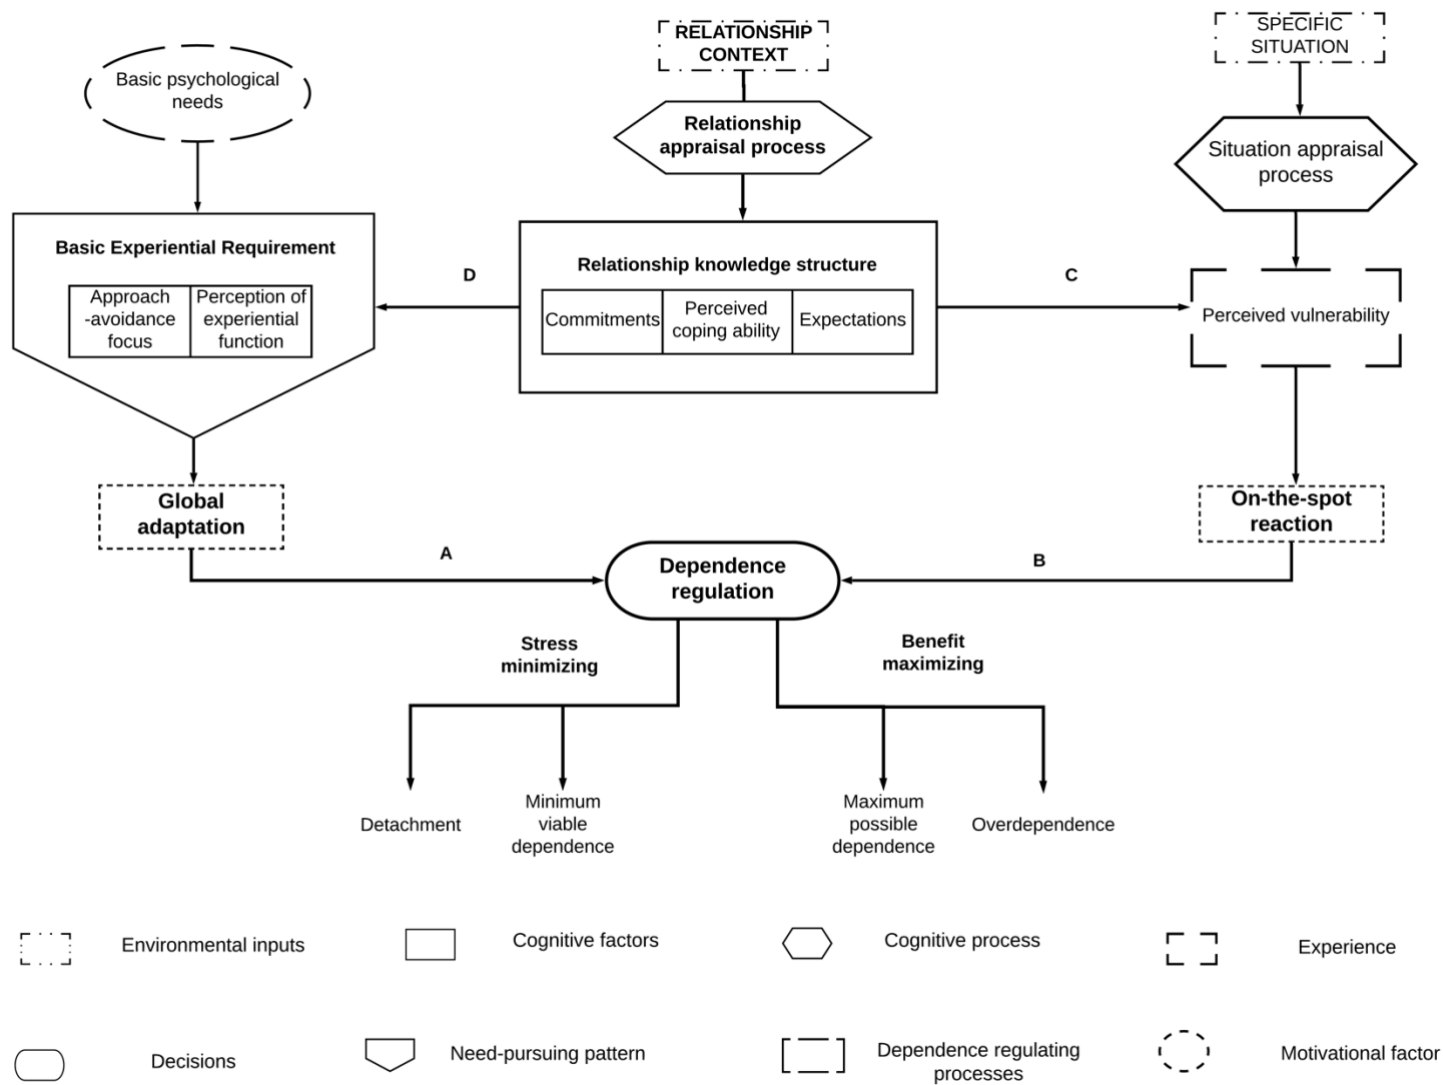 RELATIONSHIP
CONTEXT
SPECIFIC
SITUATION
Basic psychological
needs
Relationship
appraisal process
Situation appraisal
process
Basic Experiential Requirement
Approach
-avoidance
focus
Perception of
experiential
function
D
Relationship knowledge structure
Commitments
Perceived
coping ability
Expectations
C
Perceived vulnerability
Global
adaptation
On-the-spot
reaction
A
Dependence
regulation
B
Stress
minimizing
Benefit
maximizing
Detachment
Minimum
viable
dependence
Maximum
possible
dependence
Overdependence
Environmental inputs
Cognitive factors
Cognitive process
Experience
Decisions
Need-pursuing pattern
Dependence regulating
processes
Motivational factor